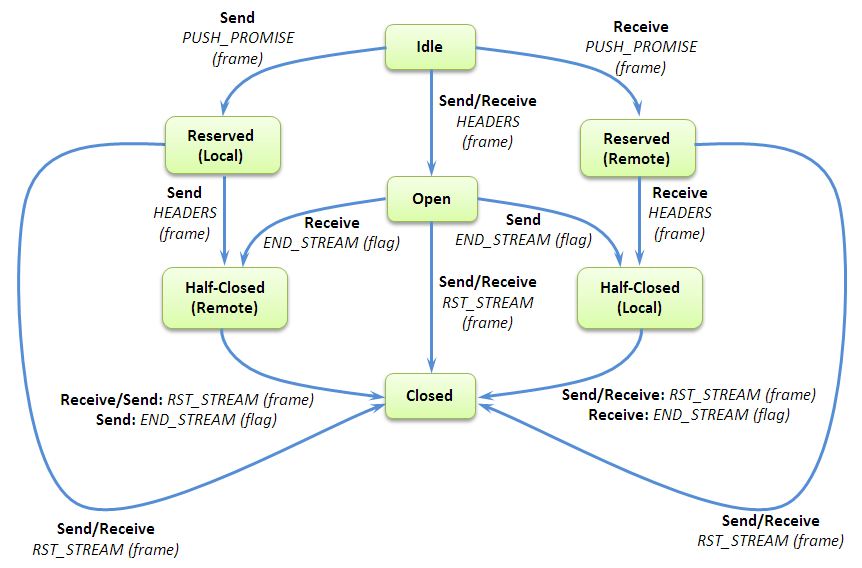 Send
PUSH_PROMISE
(frame)
Idle
Receive
PUSH_PROMISE
(frame)
Send/Receive
HEADERS
(frame)
Reserved
(Local)
Reserved
(Remote)
Send
HEADERS
(frame)
Open
Receive
HEADERS
(frame)
Receive
END_STREAM (flag)
Send
END_STREAM (flag)
Half-Closed
(Remote)
Send/Receive
RST_STREAM
(frame)
Half-Closed
(Local)
Closed
Receive/Send: RST_STREAM (frame)
Send: END_STREAM (flag)
Send/Receive: RST_STREAM (frame)
Receive: END_STREAM (flag)
Send/Receive
RST_STREAM (frame)
Send/Receive
RST_STREAM (frame)